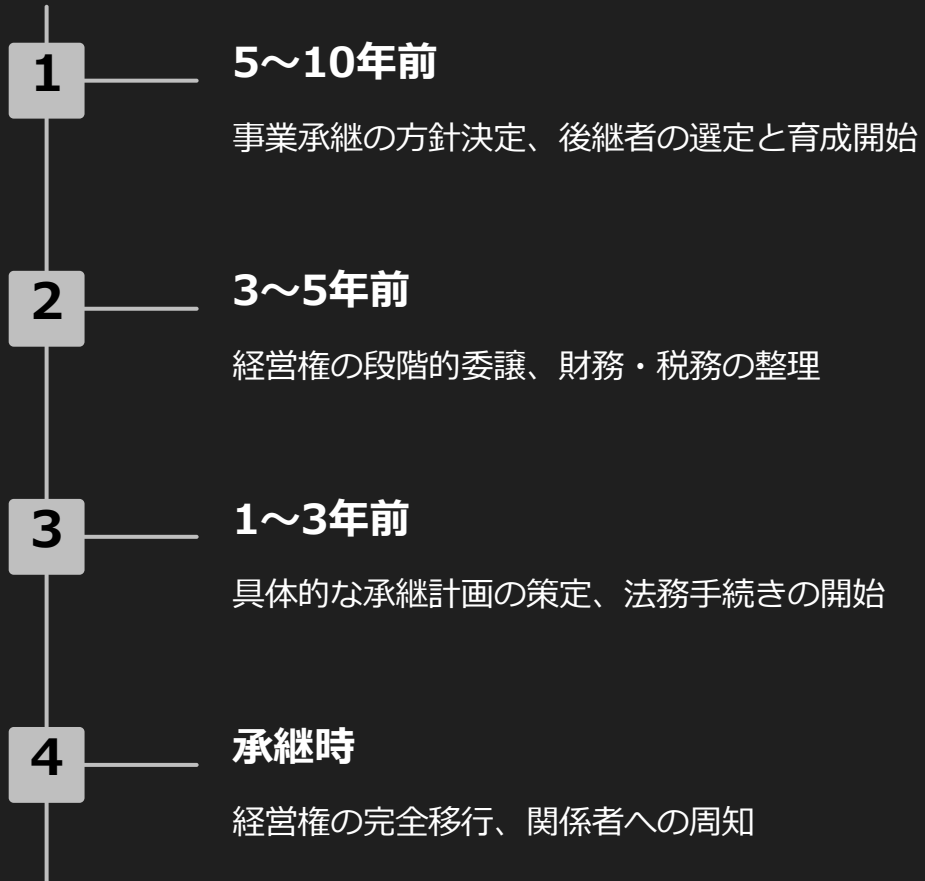 1
5～10年前
事業承継の方針決定、後継者の選定と育成開始
2
3～5年前
経営権の段階的委譲、財務・税務の整理
3
1～3年前
具体的な承継計画の策定、法務手続きの開始
4
承継時
経営権の完全移行、関係者への周知